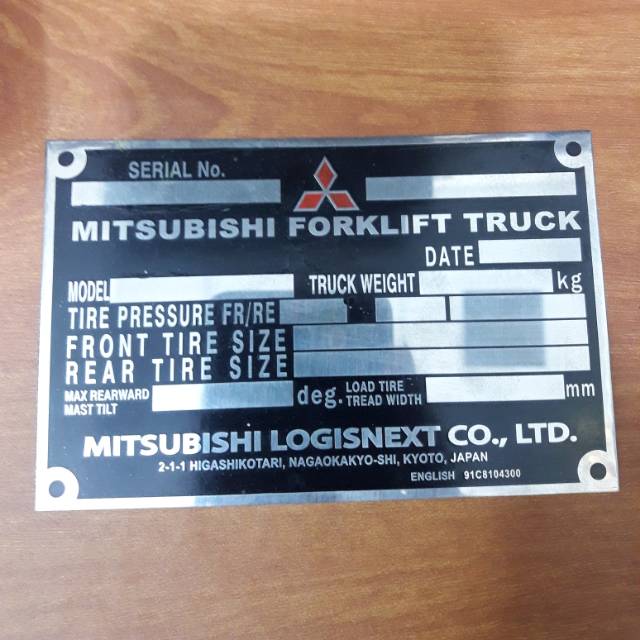 SERIAL No.
MITSUBISHI FORKLIFT TRUCK
DATE
MODEL TRUCK WEIGHT kg
TIRE PRESSURE FR/RE
FRONT TIRE SIZE
REAR TIRE SIZE
MAX REARWARD MAST TILT deg. LOAD TIRE TREAD WIDTH mm
MITSUBISHI LOGISNEXT CO., LTD.
2-1-1 HIGASHIKOTARI, NAGAOKAKYO-SHI, KYOTO, JAPAN
ENGLISH 91C8104300